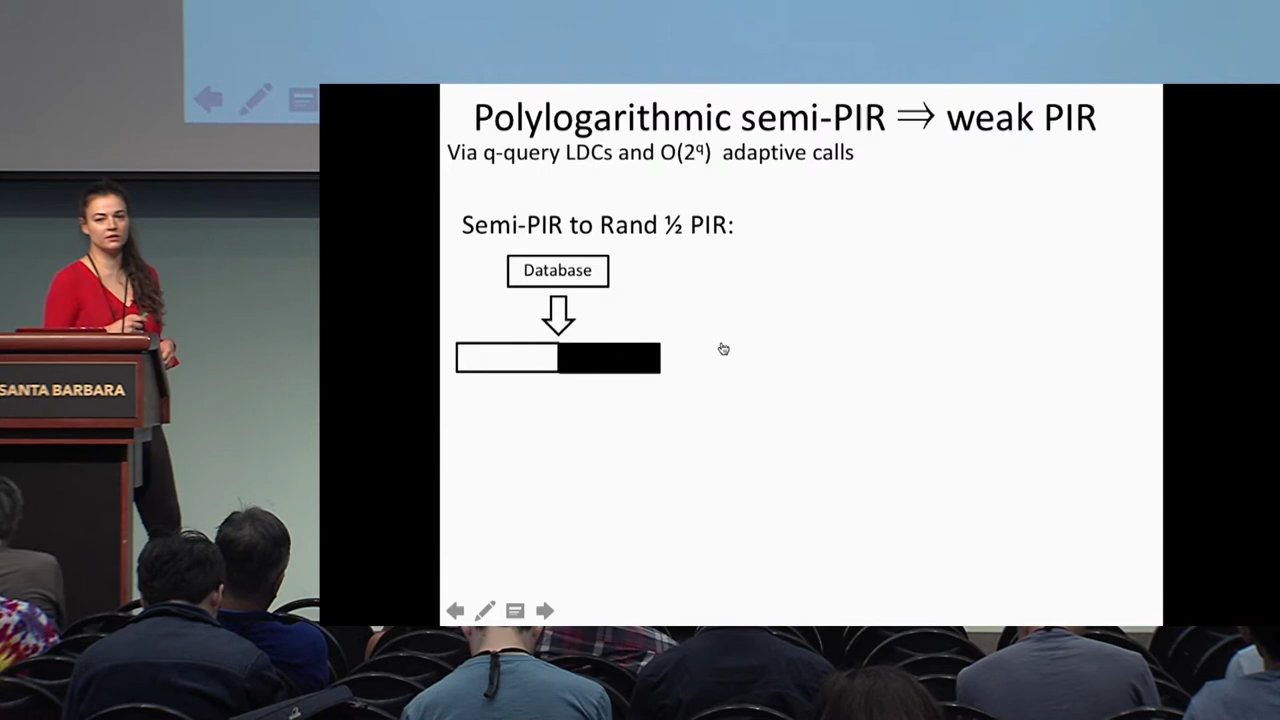 Polylogarithmic semi-PIR ⇒ weak PIR
Via q-query LDCs and O(2^q) adaptive calls
Semi-PIR to Rand ½ PIR:
Database
SANTA BARBARA